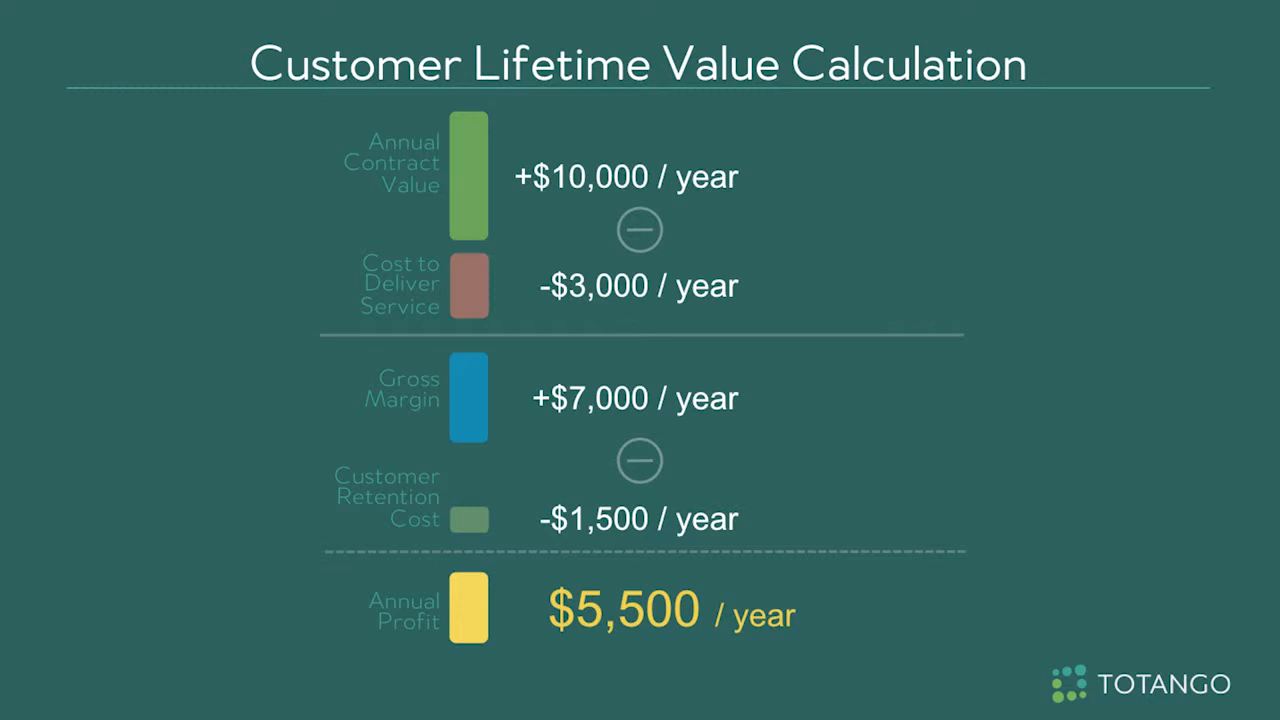 Customer Lifetime Value Calculation
Annual
Contract
Value
+$10,000 / year
Cost to
Deliver
Service
-$3,000 / year
Gross
Margin
+$7,000 / year
Customer
Retention
Cost
-$1,500 / year
Annual
Profit
$5,500 / year
TOTANGO